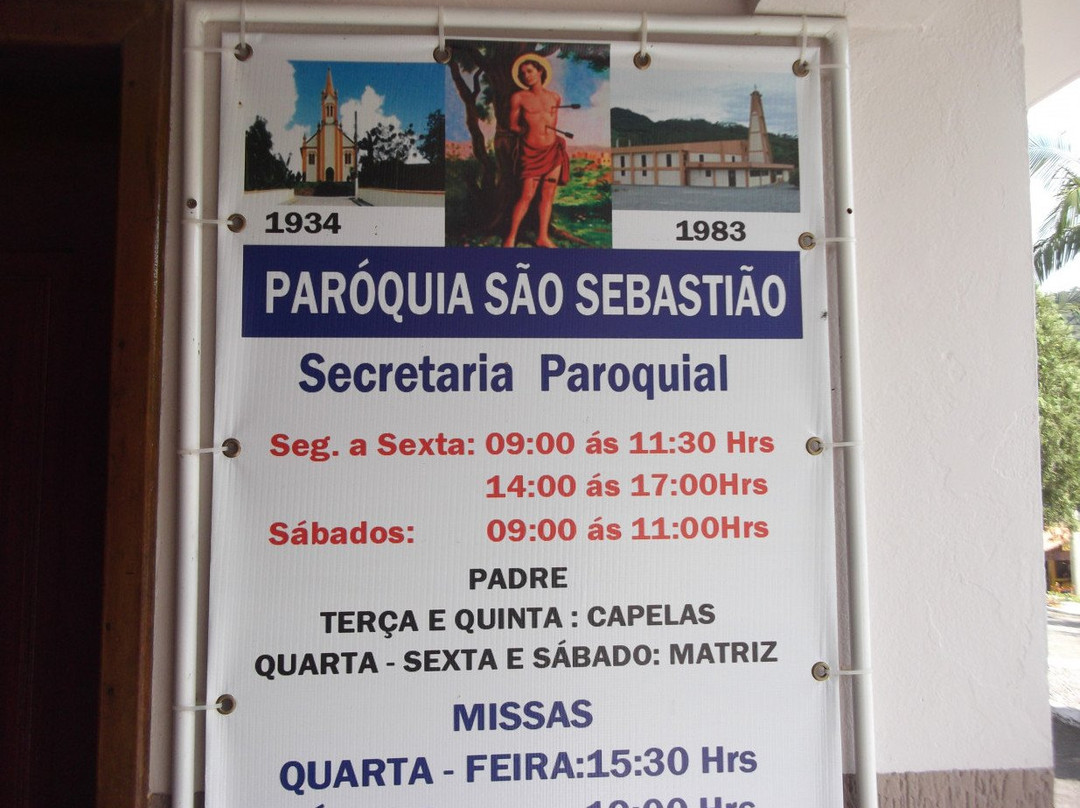 1934
1983
PARÓQUIA SÃO SEBASTIÃO
Secretaria Paroquial
Seg. a Sexta: 09:00 ás 11:30 Hrs
14:00 ás 17:00Hrs
Sábados: 09:00 ás 11:00Hrs
PADRE
TERÇA E QUINTA : CAPELAS
QUARTA - SEXTA E SÁBADO: MATRIZ
MISSAS
QUARTA - FEIRA:15:30 Hrs